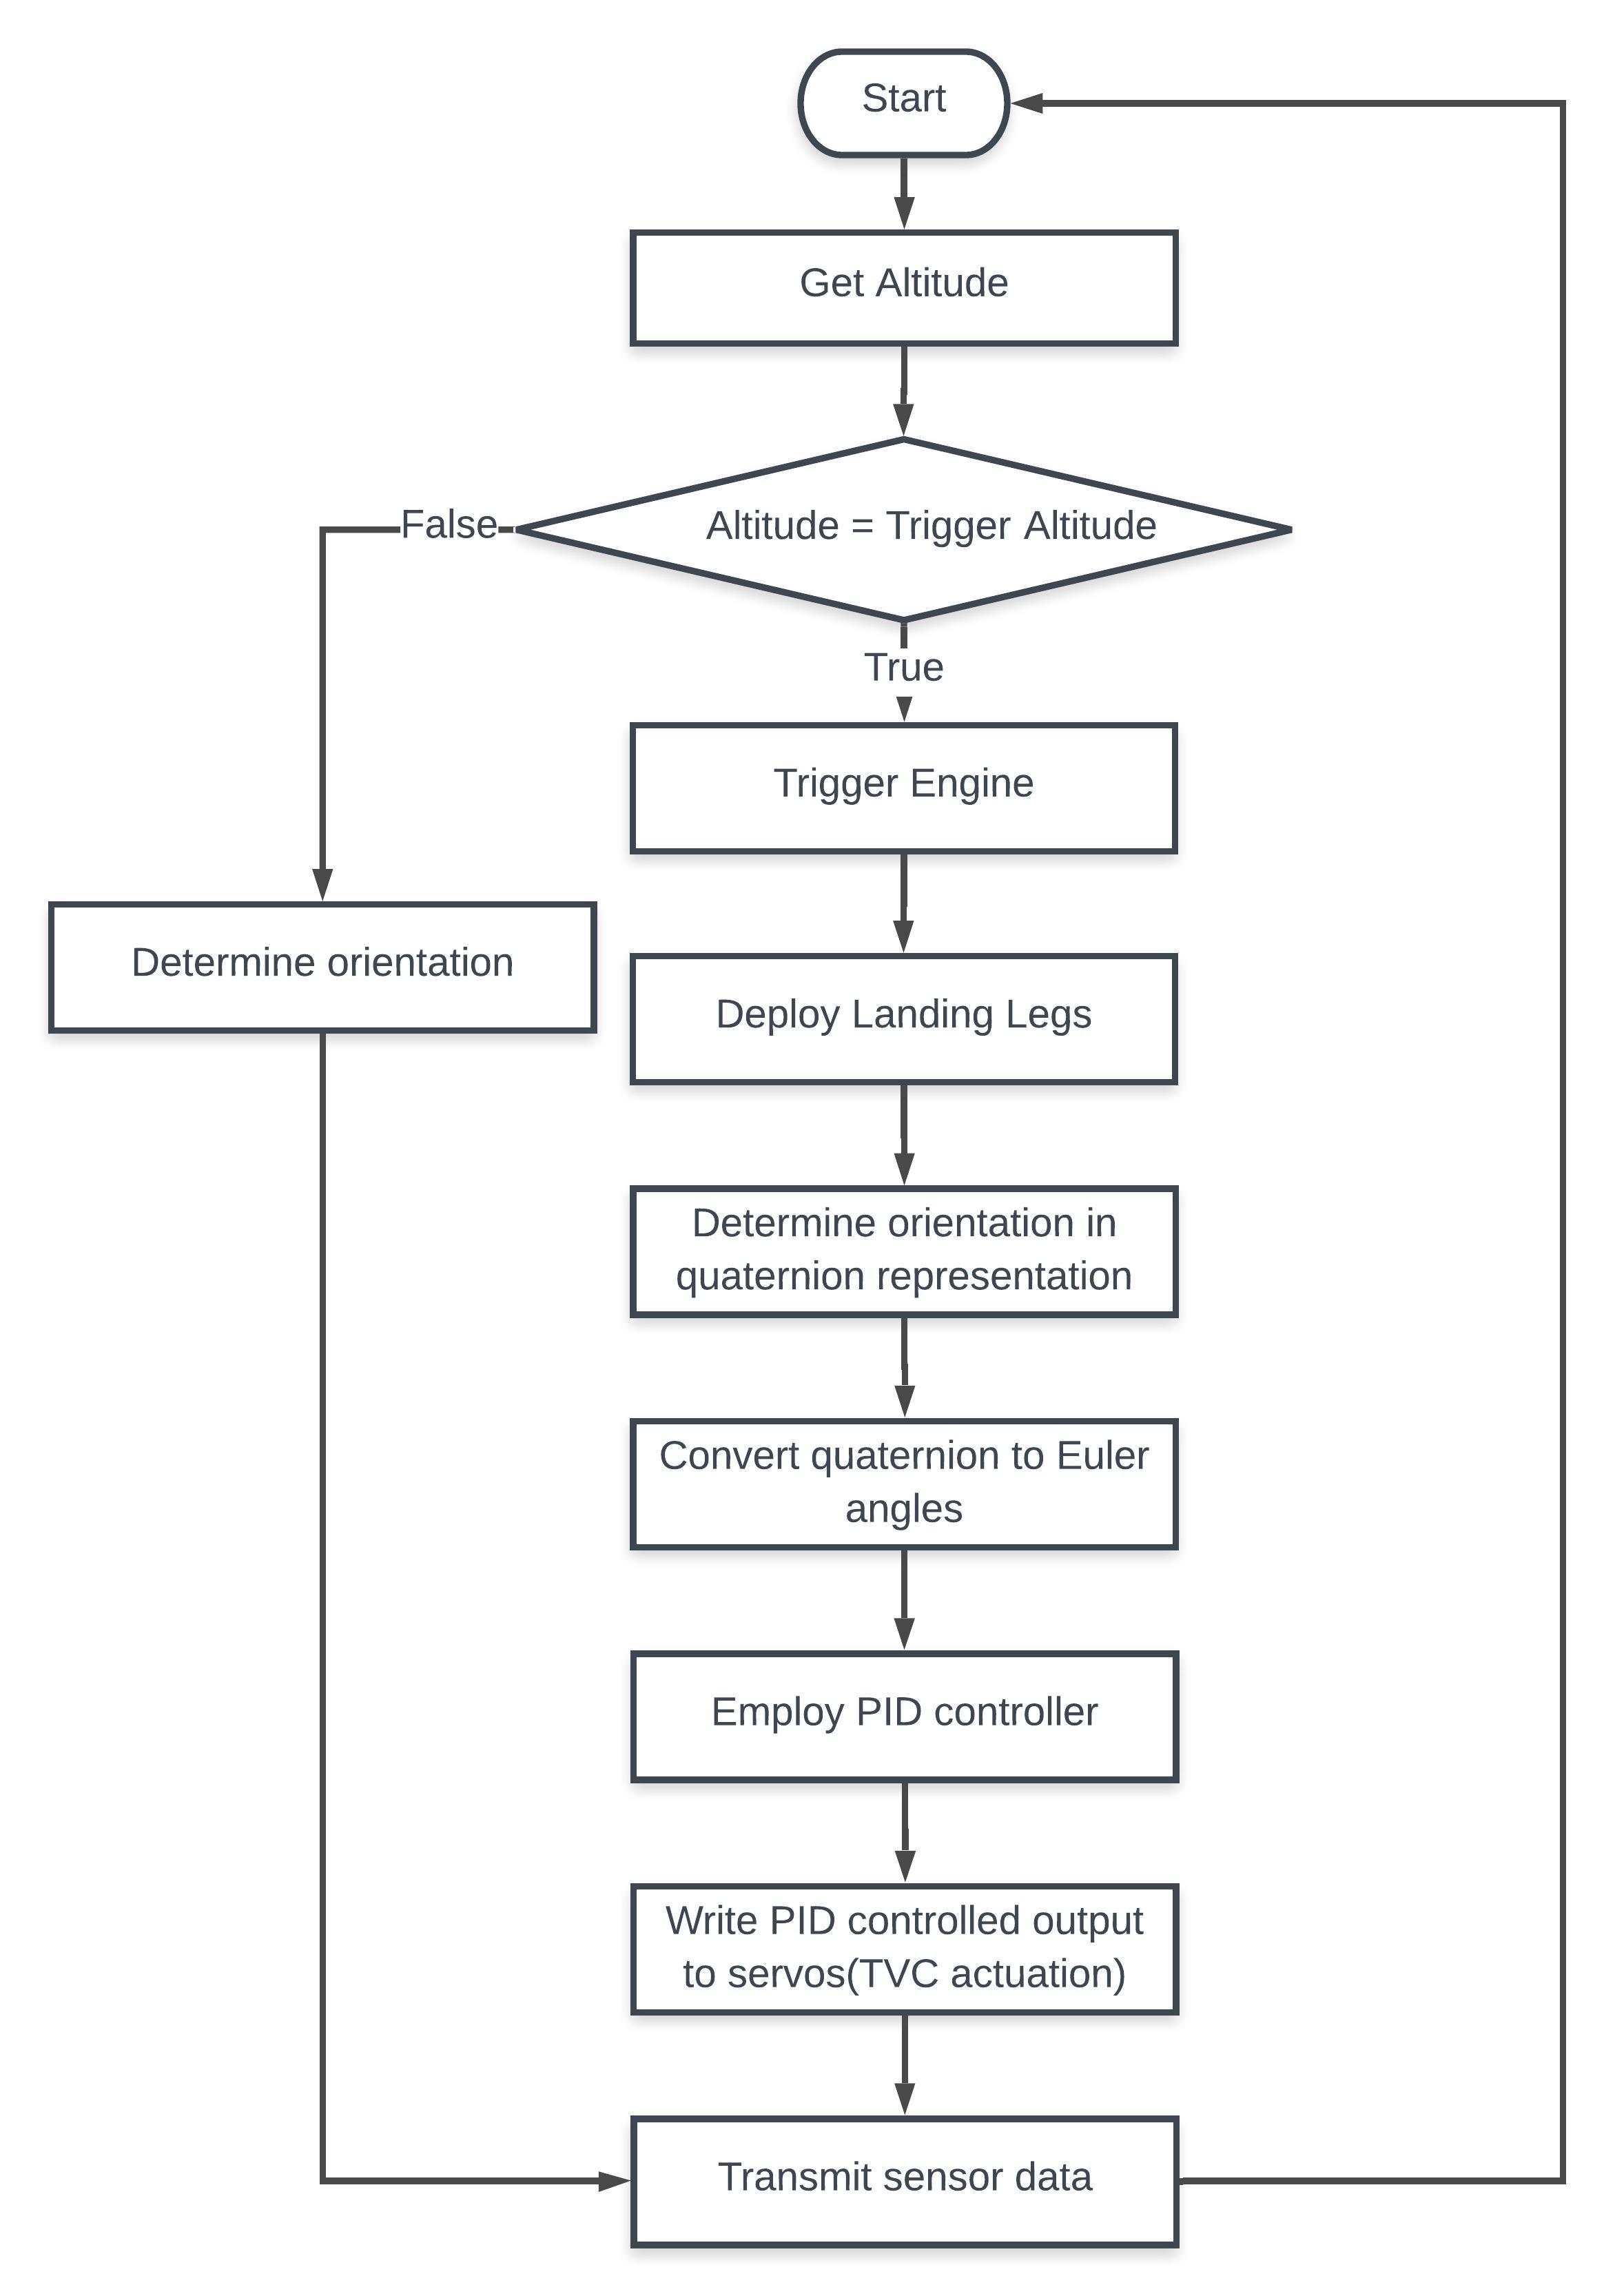 Start
Get Altitude
Altitude = Trigger Altitude
False
True
Trigger Engine
Determine orientation
Deploy Landing Legs
Determine orientation in
quaternion representation
Convert quaternion to Euler
angles
Employ PID controller
Write PID controlled output
to servos(TVC actuation)
Transmit sensor data